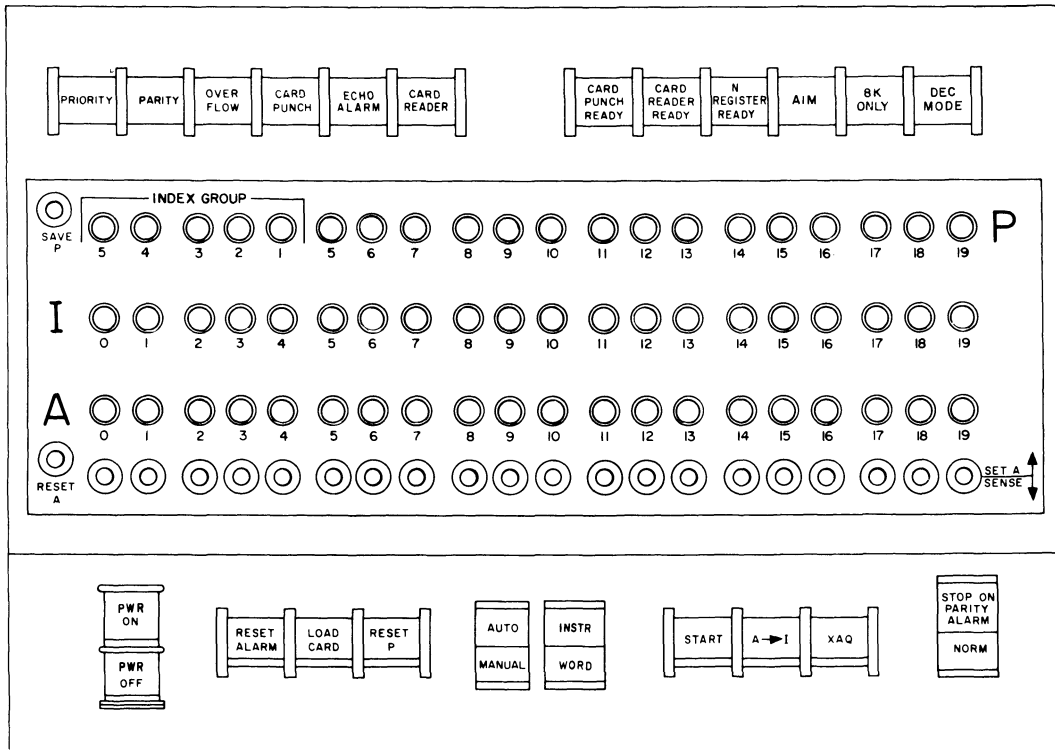 PRIORITY PARITY OVER FLOW CARD PUNCH ECHO ALARM CARD READER
CARD PUNCH READY CARD READER READY N REGISTER READY AIM 8K ONLY DEC MODE
SAVE P
INDEX GROUP
5 4 3 2 1 5 6 7 8 9 10 11 12 13 14 15 16 17 18 19
P
I
0 1 2 3 4 5 6 7 8 9 10 11 12 13 14 15 16 17 18 19
A
0 1 2 3 4 5 6 7 8 9 10 11 12 13 14 15 16 17 18 19
RESET A
SET A
SENSE
PWR ON
PWR OFF
RESET ALARM LOAD CARD RESET P
AUTO
MANUAL
INSTR
WORD
START A→I XAQ
STOP ON PARITY ALARM
NORM